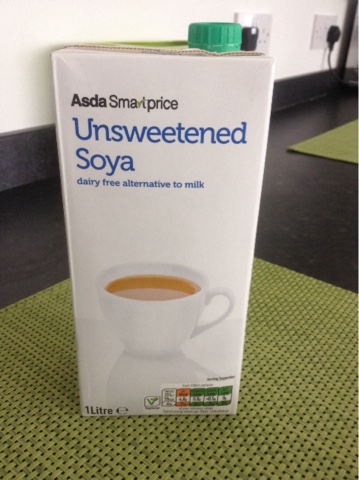 Asda Smartprice
Unsweetened
Soya
dairy free alternative to milk
1Litre ℮